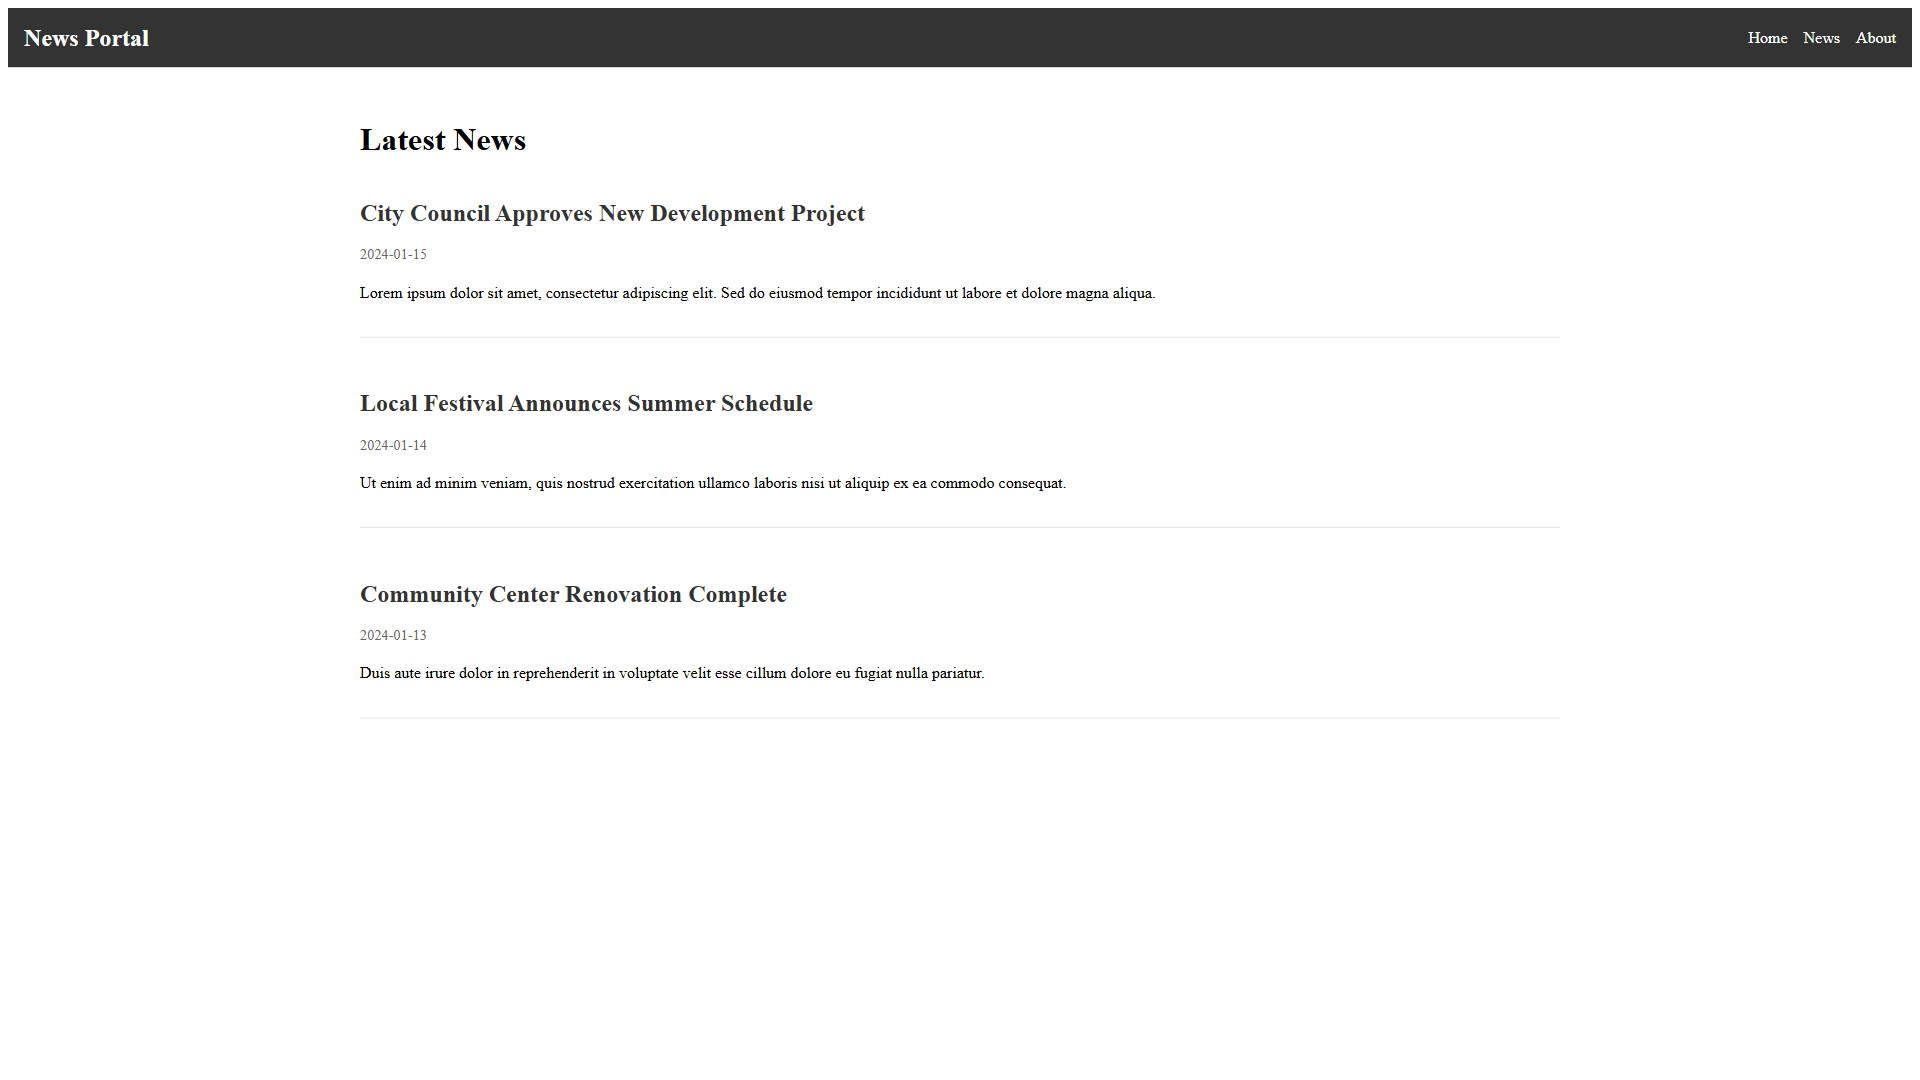 News Portal
Home News About
Latest News
City Council Approves New Development Project
2024-01-15
Lorem ipsum dolor sit amet, consectetur adipiscing elit. Sed do eiusmod tempor incididunt ut labore et dolore magna aliqua.
Local Festival Announces Summer Schedule
2024-01-14
Ut enim ad minim veniam, quis nostrud exercitation ullamco laboris nisi ut aliquip ex ea commodo consequat.
Community Center Renovation Complete
2024-01-13
Duis aute irure dolor in reprehenderit in voluptate velit esse cillum dolore eu fugiat nulla pariatur.